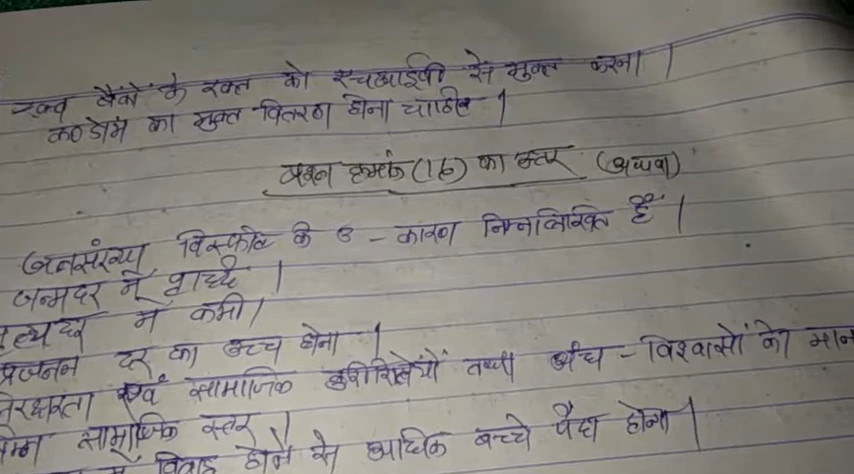 रक्त बैंकों के रक्त को एचआईवी से मुक्त करना।
कण्डोम का मुक्त वितरण होना चाहिए।
प्रश्न क्रमांक (16) का उत्तर (अथवा)
जनसंख्या विस्फोट के 6 - कारण निम्नलिखित है।
जन्मदर में वृद्धि।
मृत्युदर में कमी।
प्रजनन दर का उच्च होना।
निरक्षरता एवं सामाजिक कुरीतियों तथा अंध - विश्वासों को मान
निम्न सामाजिक स्तर।
में विवाह होने से अधिक बच्चे पैदा होना।